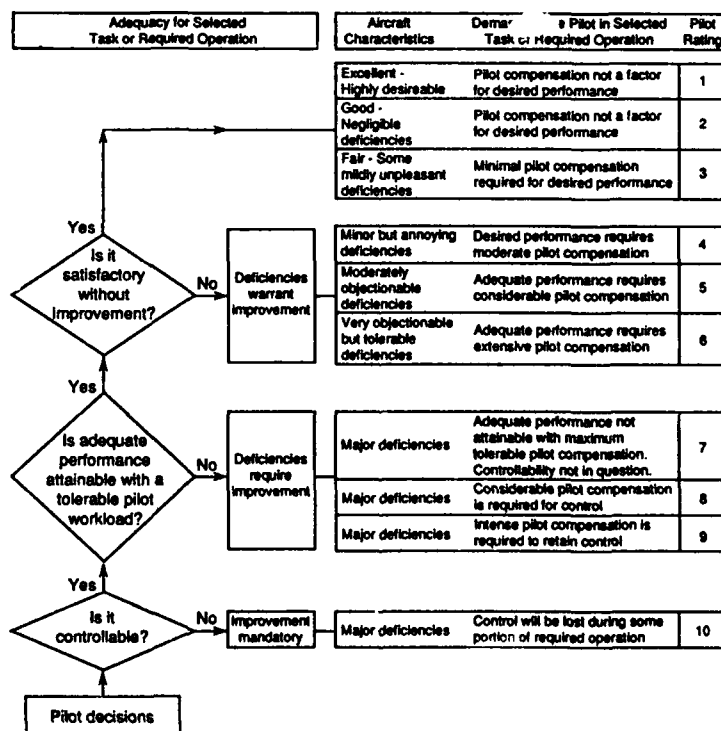 Adequacy for Selected
Task or Required Operation
Aircraft
Characteristics
Pilot in Selected
Task or Required Operation
Pilot
Rating
Excellent -
Highly desireable
Pilot compensation not a factor
for desired performance
1
Good -
Negligible
deficiencies
Pilot compensation not a factor
for desired performance
2
Fair - Some
mildly unpleasant
deficiencies
Minimal pilot compensation
required for desired performance
3
Yes
Is it
satisfactory
without
improvement?
No
Deficiencies
warrant
improvement
Minor but annoying
deficiencies
Desired performance requires
moderate pilot compensation
4
Moderately
objectionable
deficiencies
Adequate performance requires
considerable pilot compensation
5
Very objectionable
but tolerable
deficiencies
Adequate performance requires
extensive pilot compensation
6
Yes
Is adequate
performance
attainable with a
tolerable pilot
workload?
No
Deficiencies
require
improvement
Major deficiencies
Adequate performance not
attainable with maximum
tolerable pilot compensation.
Controllability not in question.
7
Major deficiencies
Considerable pilot compensation
is required for control
8
Major deficiencies
Intense pilot compensation is
required to retain control
9
Yes
Is it
controllable?
No
Improvement
mandatory
Major deficiencies
Control will be lost during some
portion of required operation
10
Pilot decisions